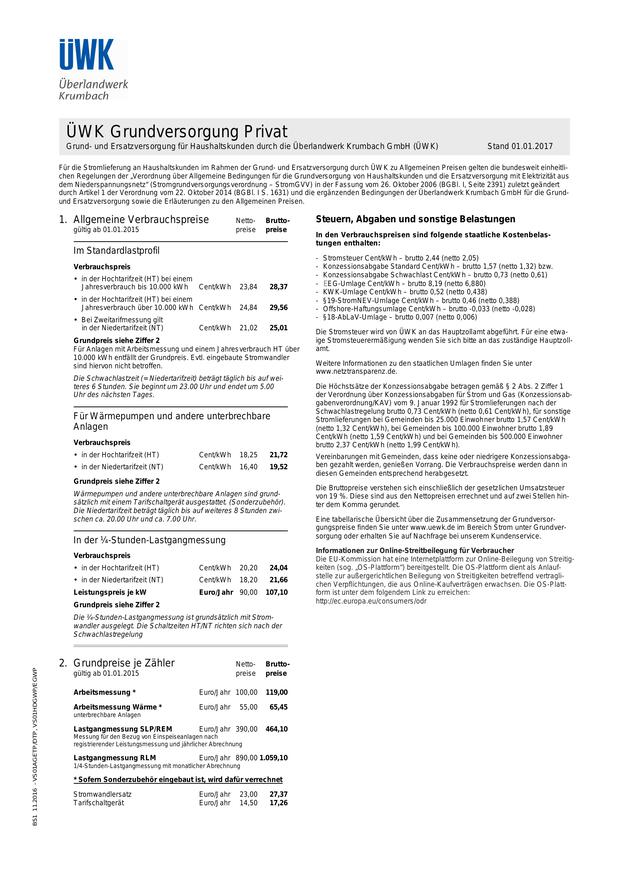 ÜWK
Überlandwerk
Krumbach
ÜWK Grundversorgung Privat
Grund- und Ersatzversorgung für Haushaltskunden durch die Überlandwerk Krumbach GmbH (ÜWK) Stand 01.01.2017
Für die Stromlieferung an Haushaltskunden im Rahmen der Grund- und Ersatzversorgung durch ÜWK zu Allgemeinen Preisen gelten die bundesweit einheitli-
chen Regelungen der „Verordnung über Allgemeine Bedingungen für die Grundversorgung von Haushaltskunden und die Ersatzversorgung mit Elektrizität aus
dem Niederspannungsnetz" (Stromgrundversorgungsverordnung – StromGVV) in der Fassung vom 26. Oktober 2006 (BGBl. I, Seite 2391) zuletzt geändert
durch Artikel 1 der Verordnung vom 22. Oktober 2014 (BGBl. I S. 1631) und die ergänzenden Bedingungen der Überlandwerk Krumbach GmbH für die Grund-
und Ersatzversorgung sowie die Erläuterungen zu den Allgemeinen Preisen.
1. Allgemeine Verbrauchspreise Netto- Brutto-
gültig ab 01.01.2015 preise preise
Im Standardlastprofil
Verbrauchspreis
• in der Hochtarifzeit (HT) bei einem
Jahresverbrauch bis 10.000 kWh Cent/kWh 23,84 28,37
• in der Hochtarifzeit (HT) bei einem
Jahresverbrauch über 10.000 kWh Cent/kWh 24,84 29,56
• Bei Zweitarifmessung gilt
in der Niedertarifzeit (NT) Cent/kWh 21,02 25,01
Grundpreis siehe Ziffer 2
Für Anlagen mit Arbeitsmessung und einem Jahresverbrauch HT über
10.000 kWh entfällt der Grundpreis. Evtl. eingebaute Stromwandler
sind hiervon nicht betroffen.
Die Schwachlastzeit (=Niedertarifzeit) beträgt täglich bis auf wei-
teres 6 Stunden. Sie beginnt um 23.00 Uhr und endet um 5.00
Uhr des nächsten Tages.
Für Wärmepumpen und andere unterbrechbare
Anlagen
Verbrauchspreis
• in der Hochtarifzeit (HT) Cent/kWh 18,25 21,72
• in der Niedertarifzeit (NT) Cent/kWh 16,40 19,52
Grundpreis siehe Ziffer 2
Wärmepumpen und andere unterbrechbare Anlagen sind grund-
sätzlich mit einem Tarifschaltgerät ausgestattet. (Sonderzubehör).
Die Niedertarifzeit beträgt täglich bis auf weiteres 8 Stunden zwi-
schen ca. 20.00 Uhr und ca. 7.00 Uhr.
In der ¼-Stunden-Lastgangmessung
Verbrauchspreis
• in der Hochtarifzeit (HT) Cent/kWh 20,20 24,04
• in der Niedertarifzeit (NT) Cent/kWh 18,20 21,66
Leistungspreis je kW Euro/Jahr 90,00 107,10
Grundpreis siehe Ziffer 2
Die ¼-Stunden-Lastgangmessung ist grundsätzlich mit Strom-
wandler ausgelegt. Die Schaltzeiten HT/NT richten sich nach der
Schwachlastregelung
2. Grundpreise je Zähler Netto- Brutto-
gültig ab 01.01.2015 preise preise
Arbeitsmessung * Euro/Jahr 100,00 119,00
Arbeitsmessung Wärme * Euro/Jahr 55,00 65,45
unterbrechbare Anlagen
Lastgangmessung SLP/REM Euro/Jahr 390,00 464,10
Messung für den Bezug von Einspeiseanlagen nach
registrierender Leistungsmessung und jährlicher Abrechnung
Lastgangmessung RLM Euro/Jahr 890,00 1.059,10
1/4-Stunden-Lastgangmessung mit monatlicher Abrechnung
* Sofern Sonderzubehör eingebaut ist, wird dafür verrechnet
Stromwandlersatz Euro/Jahr 23,00 27,37
Tarifschaltgerät Euro/Jahr 14,50 17,26
Steuern, Abgaben und sonstige Belastungen
In den Verbrauchspreisen sind folgende staatliche Kostenbelas-
tungen enthalten:
- Stromsteuer Cent/kWh – brutto 2,44 (netto 2,05)
- Konzessionsabgabe Standard Cent/kWh – brutto 1,57 (netto 1,32) bzw.
- Konzessionsabgabe Schwachlast Cent/kWh – brutto 0,73 (netto 0,61)
- EEG-Umlage Cent/kWh – brutto 8,19 (netto 6,880)
- KWK-Umlage Cent/kWh – brutto 0,52 (netto 0,438)
- §19-StromNEV-Umlage Cent/kWh – brutto 0,46 (netto 0,388)
- Offshore-Haftungsumlage Cent/kWh – brutto -0,033 (netto -0,028)
- §18-AbLaV-Umlage – brutto 0,007 (netto 0,006)
Die Stromsteuer wird von ÜWK an das Hauptzollamt abgeführt. Für eine etwa-
ige Stromsteuerermäßigung wenden Sie sich bitte an das zuständige Hauptzoll-
amt.
Weitere Informationen zu den staatlichen Umlagen finden Sie unter
www.netztransparenz.de.
Die Höchstsätze der Konzessionsabgabe betragen gemäß § 2 Abs. 2 Ziffer 1
der Verordnung über Konzessionsabgaben für Strom und Gas (Konzessionsab-
gabenverordnung/KAV) vom 9. Januar 1992 für Stromlieferungen nach der
Schwachlastregelung brutto 0,73 Cent/kWh (netto 0,61 Cent/kWh), für sonstige
Stromlieferungen bei Gemeinden bis 25.000 Einwohner brutto 1,57 Cent/kWh
(netto 1,32 Cent/kWh), bei Gemeinden bis 100.000 Einwohner brutto 1,89
Cent/kWh (netto 1,59 Cent/kWh) und bei Gemeinden bis 500.000 Einwohner
brutto 2,37 Cent/kWh (netto 1,99 Cent/kWh).
Vereinbarungen mit Gemeinden, dass keine oder niedrigere Konzessionsabga-
ben gezahlt werden, genießen Vorrang. Die Verbrauchspreise werden dann in
diesen Gemeinden entsprechend herabgesetzt.
Die Bruttopreise verstehen sich einschließlich der gesetzlichen Umsatzsteuer
von 19 %. Diese sind aus den Nettopreisen errechnet und auf zwei Stellen hin-
ter dem Komma gerundet.
Eine tabellarische Übersicht über die Zusammensetzung der Grundversor-
gungspreise finden Sie unter www.uewk.de im Bereich Strom unter Grundver-
sorgung oder erhalten Sie auf Nachfrage bei unserem Kundenservice.
Informationen zur Online-Streitbeilegung für Verbraucher
Die EU-Kommission hat eine Internetplattform zur Online-Beilegung von Streitig-
keiten (sog. „OS-Plattform") bereitgestellt. Die OS-Plattform dient als Anlauf-
stelle zur außergerichtlichen Beilegung von Streitigkeiten betreffend vertragli-
chen Verpflichtungen, die aus Online-Kaufverträgen erwachsen. Die OS-Platt-
form ist unter dem folgendem Link zu erreichen:
http://ec.europa.eu/consumers/odr